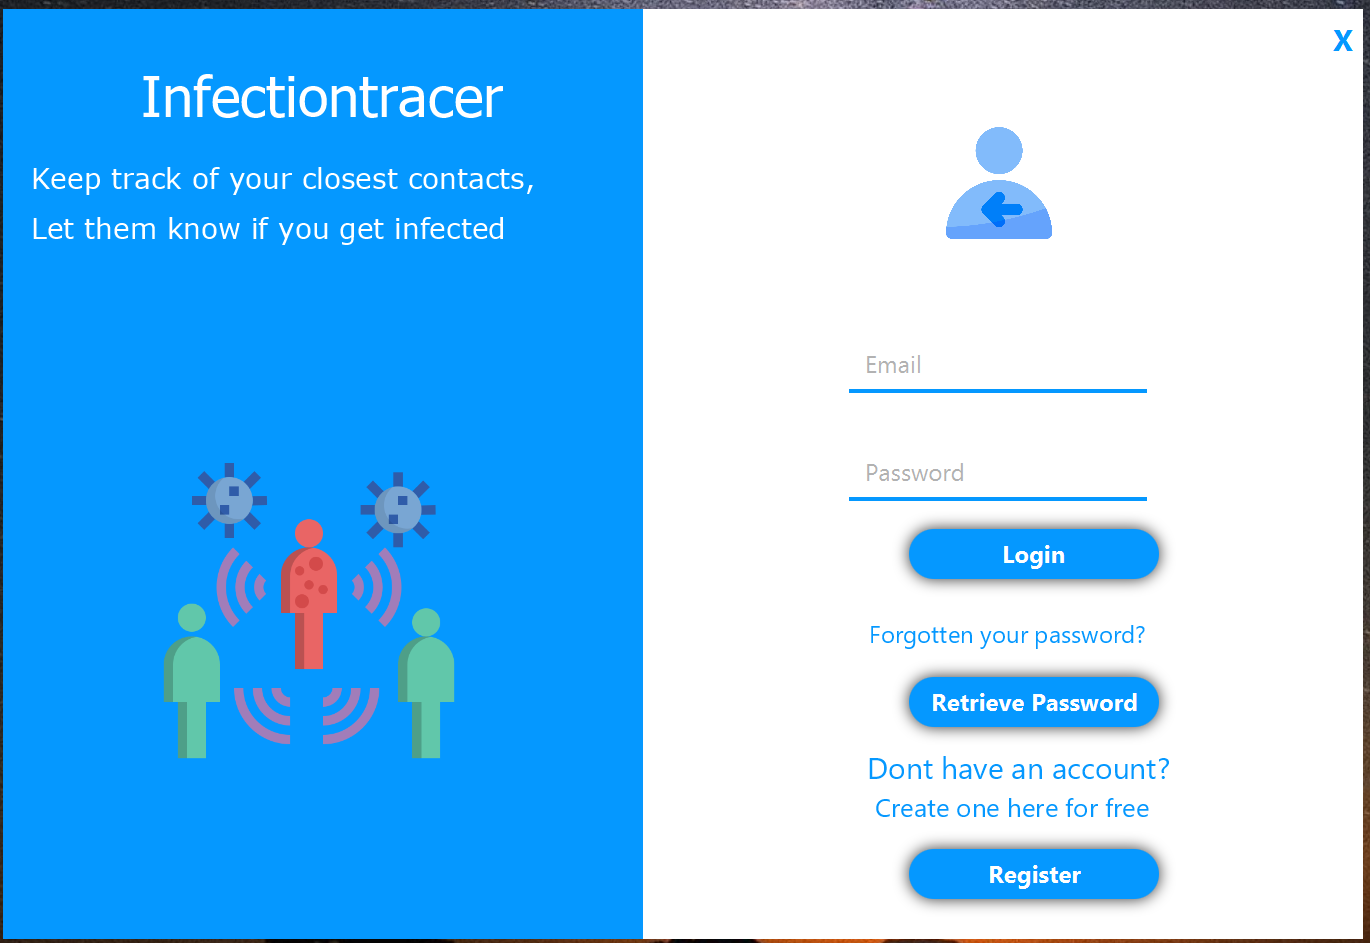 Infectiontracer
Keep track of your closest contacts,
Let them know if you get infected
X
Email
Password
Login
Forgotten your password?
Retrieve Password
Dont have an account?
Create one here for free
Register